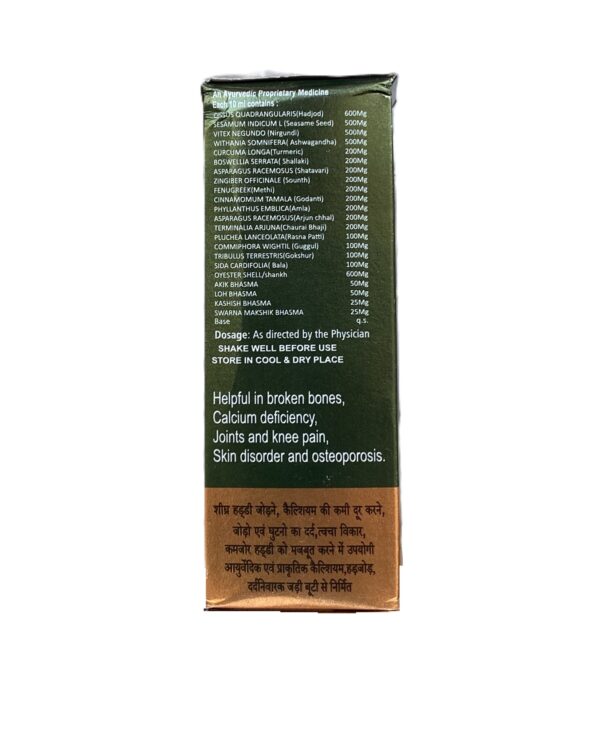 An Ayurvedic Proprietary Medicine
Each 10 ml contains :
CISSUS QUADRANGULARIS(Hadjod) 600Mg
SESAMUM INDICUM L (Seasame Seed) 500Mg
VITEX NEGUNDO (Nirgundi) 500Mg
WITHANIA SOMNIFERA( Ashwagandha) 500Mg
CURCUMA LONGA(Turmeric) 200Mg
BOSWELLIA SERRATA( Shallaki) 200Mg
ASPARAGUS RACEMOSUS (Shatavari) 200Mg
ZINGIBER OFFICINALE (Sounth) 200Mg
FENUGREEK(Methi) 200Mg
CINNAMOMUM TAMALA (Godanti) 200Mg
PHYLLANTHUS EMBLICA(Amla) 200Mg
ASPARAGUS RACEMOSUS(Arjun chhal) 200Mg
TERMINALIA ARJUNA(Chaurai Bhaji) 200Mg
PLUCHEA LANCEOLATA(Rasna Patti) 100Mg
COMMIPHORA WIGHTIL (Guggul) 100Mg
TRIBULUS TERRESTRIS(Gokshur) 100Mg
SIDA CARDIFOLIA( Bala) 100Mg
OYESTER SHELL/shankh 600Mg
AKIK BHASMA 50Mg
LOH BHASMA 50Mg
KASHISH BHASMA 25Mg
SWARNA MAKSHIK BHASMA 25Mg
Base q.s.
Dosage: As directed by the Physician
SHAKE WELL BEFORE USE
STORE IN COOL & DRY PLACE
Helpful in broken bones,
Calcium deficiency,
Joints and knee pain,
Skin disorder and osteoporosis.
शीघ्र हड्डी जोड़ने, कैल्शियम की कमी दूर करने,
जोड़ो एवं घुटनो का दर्द,त्वचा विकार,
कमजोर हड्डी को मजबूत करने में उपयोगी
आयुर्वेदिक एवं प्राकृतिक कैल्शियम,हड़जोड़,
दर्दनिवारक जड़ी बूटी से निर्मित